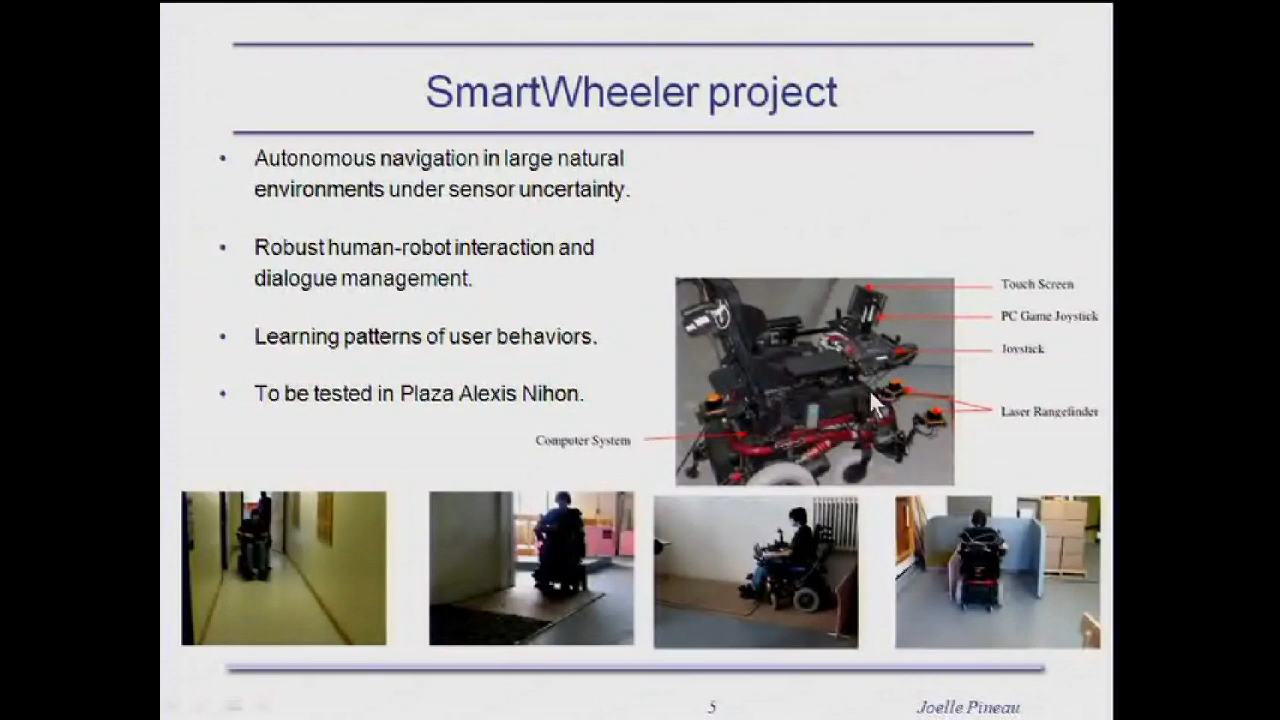 SmartWheeler project
• Autonomous navigation in large natural
environments under sensor uncertainty.
• Robust human-robot interaction and
dialogue management.
• Learning patterns of user behaviors.
• To be tested in Plaza Alexis Nihon.
Touch Screen
PC Game Joystick
Joystick
Laser Rangefinder
Computer System
5
Joelle Pineau